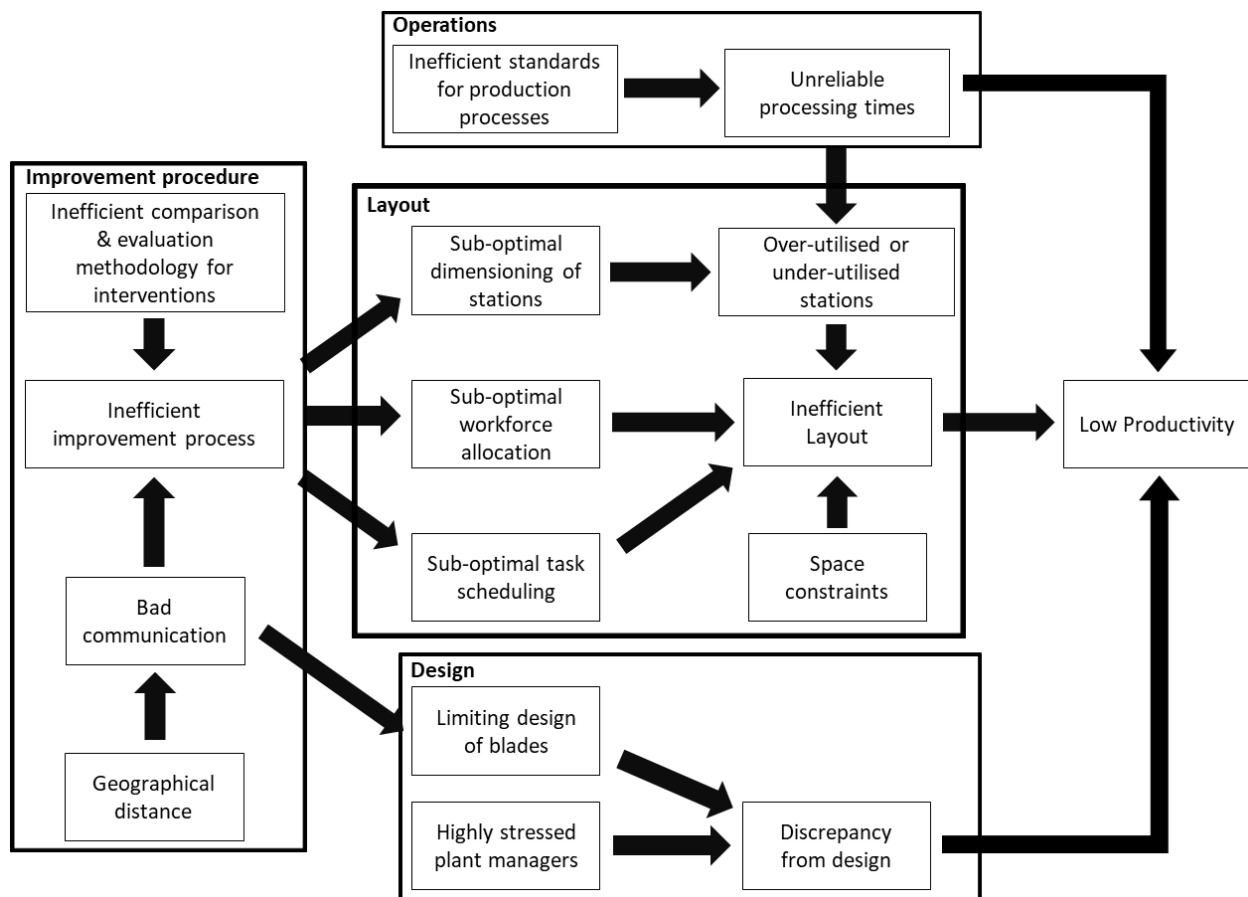 Operations
Inefficient standards
for production
processes
Unreliable
processing times
Improvement procedure
Inefficient comparison
& evaluation
methodology for
interventions
Inefficient
improvement process
Bad
communication
Geographical
distance
Layout
Sub-optimal
dimensioning of
stations
Over-utilised or
under-utilised
stations
Sub-optimal
workforce
allocation
Inefficient
Layout
Sub-optimal task
scheduling
Space
constraints
Low Productivity
Design
Limiting design
of blades
Highly stressed
plant managers
Discrepancy
from design